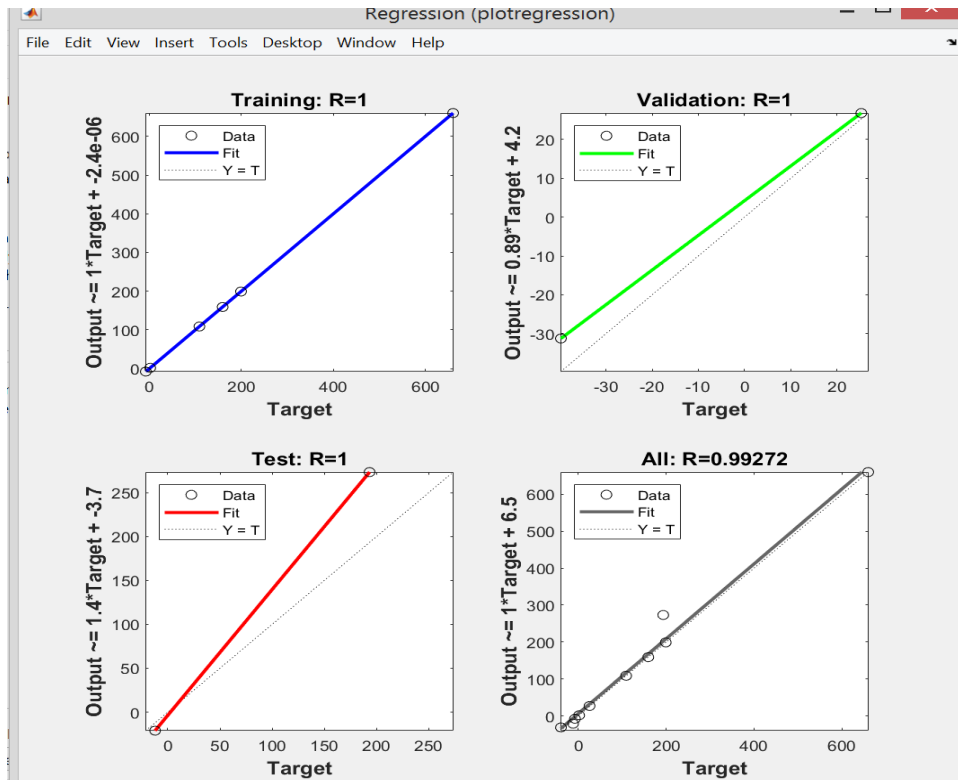 Regression (plotregression)
File Edit View Insert Tools Desktop Window Help
Training: R=1
Output ~= 1*Target + -2.4e-06
600
500
400
300
200
100
0
Data
Fit
Y = T
0 200 400 600
Target
Validation: R=1
Output ~= 0.89*Target + 4.2
20
10
0
-10
-20
-30
Data
Fit
Y = T
-30 -20 -10 0 10 20
Target
Test: R=1
Output ~= 1.4*Target + -3.7
250
200
150
100
50
0
Data
Fit
Y = T
0 50 100 150 200 250
Target
All: R=0.99272
Output ~= 1*Target + 6.5
600
500
400
300
200
100
0
Data
Fit
Y = T
0 200 400 600
Target